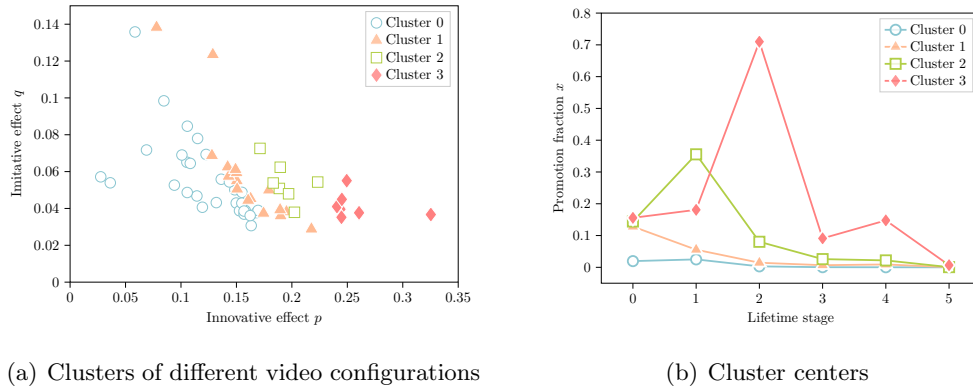 0.14
0.12
0.1
0.08
0.06
0.04
0.02
0
Imitative effect q
0
0.05
0.1
0.15
0.2
0.25
0.3
0.35
Innovative effect p
Cluster 0
Cluster 1
Cluster 2
Cluster 3
(a) Clusters of different video configurations
0.8
0.7
0.6
0.5
0.4
0.3
0.2
0.1
0
Promotion fraction x
0
1
2
3
4
5
Lifetime stage
Cluster 0
Cluster 1
Cluster 2
Cluster 3
(b) Cluster centers